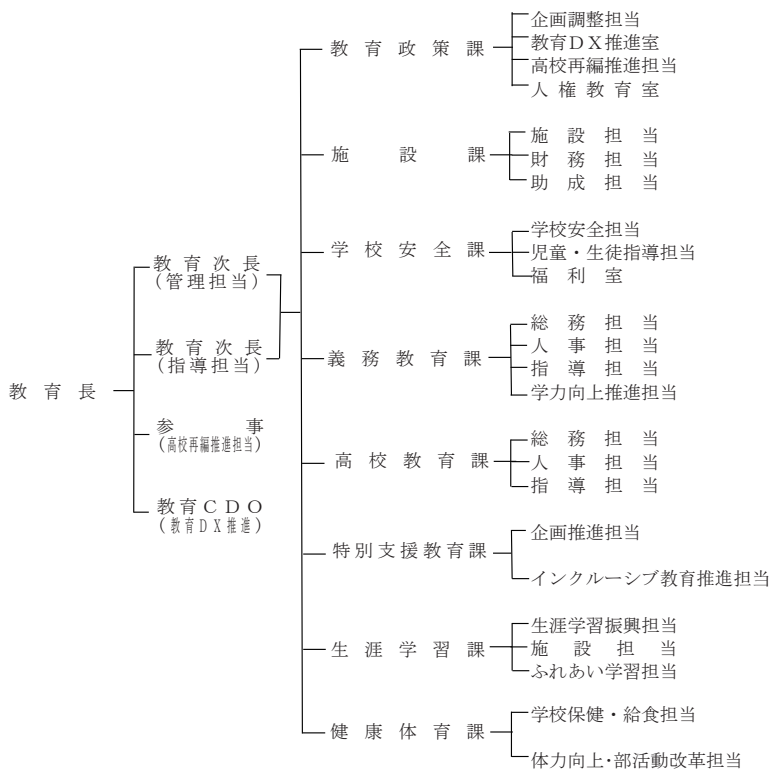 教育長
教育次長
(管理担当)
教育次長
(指導担当)
参事
(高校再編推進担当)
教育CDO
(教育DX推進)
教育政策課
企画調整担当
教育DX推進室
高校再編推進担当
人権教育室
施設課
施設担当
財務担当
助成担当
学校安全課
学校安全担当
児童・生徒指導担当
福利室
義務教育課
総務担当
人事担当
指導担当
学力向上推進担当
高校教育課
総務担当
人事担当
指導担当
特別支援教育課
企画推進担当
インクルーシブ教育推進担当
生涯学習課
生涯学習振興担当
施設担当
ふれあい学習担当
健康体育課
学校保健・給食担当
体力向上・部活動改革担当